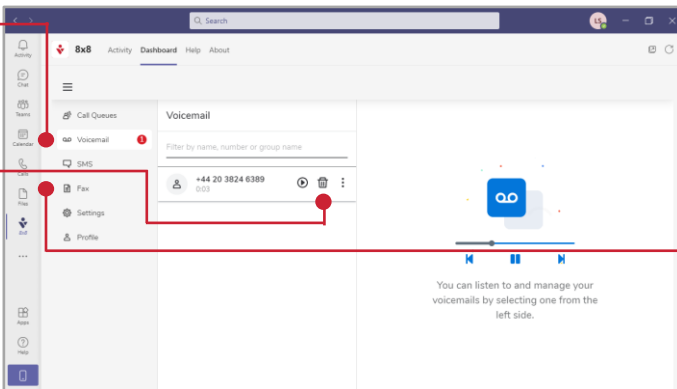 Search
LS
Activity
8x8 Activity Dashboard Help About
Chat
Teams
Call Queues
Voicemail
Calendar
Voicemail 1
Filter by name, number or group name
SMS
Calls
+44 20 3824 6389
0:03
Fax
Files
Settings
8x8
Profile
You can listen to and manage your
voicemails by selecting one from the
left side.
Apps
Help